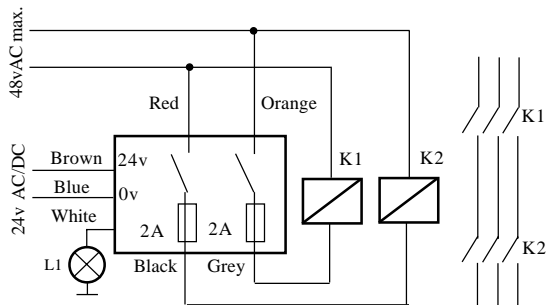 48vAC max.
Red
Orange
K1
24v AC/DC
Brown
24v
K1
K2
Blue
0v
White
2A
2A
K2
L1
Black
Grey